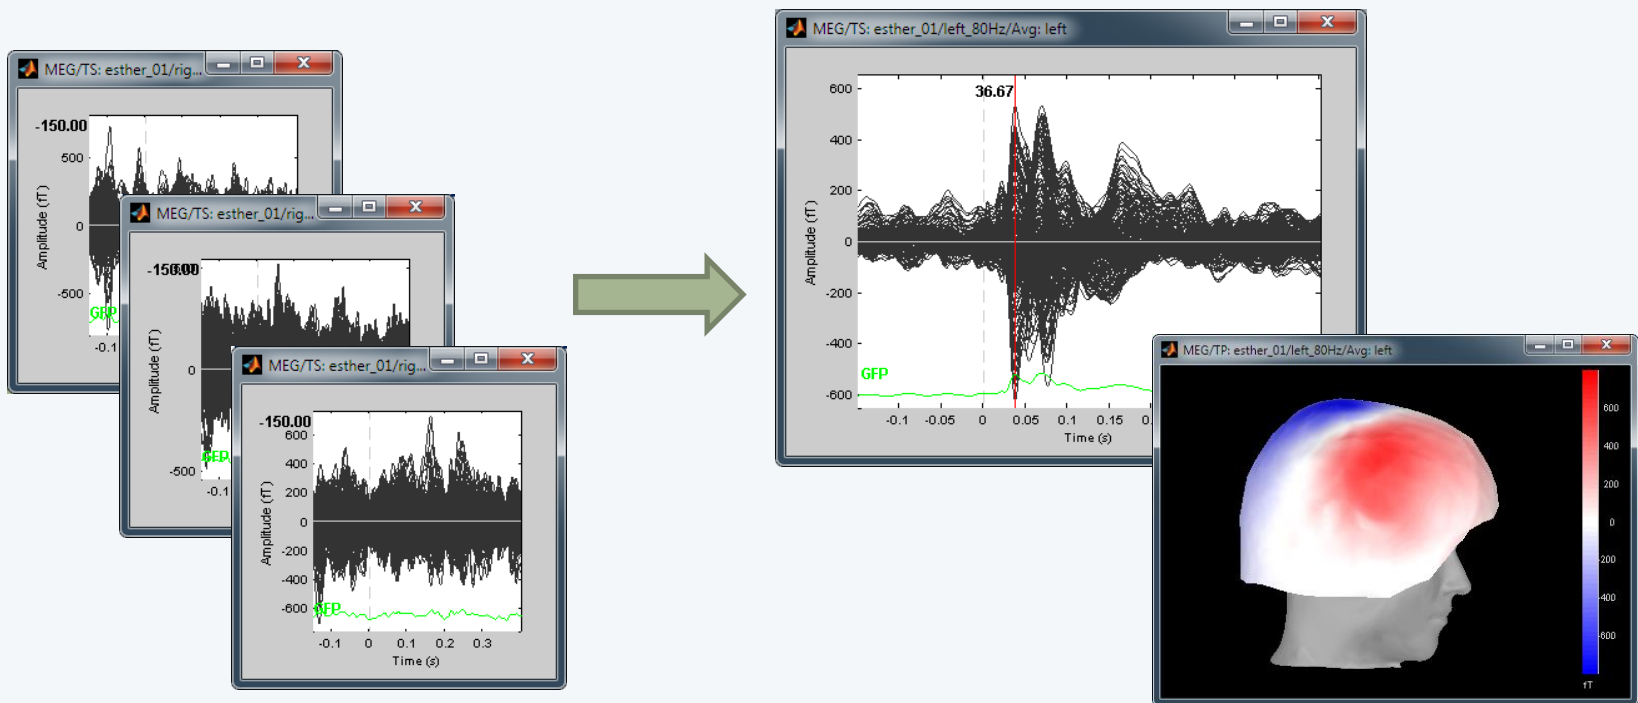 MEG/TS: esther_01/rig...
-150.00
500
0
-500
Amplitude (fT)
GFP
-0.1
MEG/TS: esther_01/rig...
-150.00
0
-500
Amplitude (fT)
GFP
-0.1
MEG/TS: esther_01/rig...
-150.00
600
400
200
0
-200
-400
-600
Amplitude (fT)
GFP
-0.1 0 0.1 0.2 0.3
Time (s)
MEG/TS: esther_01/left_80Hz/Avg: left
36.67
600
400
200
0
-200
-400
-600
Amplitude (fT)
GFP
-0.1 -0.05 0 0.05 0.1 0.15
Time (s)
MEG/TP: esther_01/left_80Hz/Avg: left
600
400
200
0
-200
-400
-600
fT